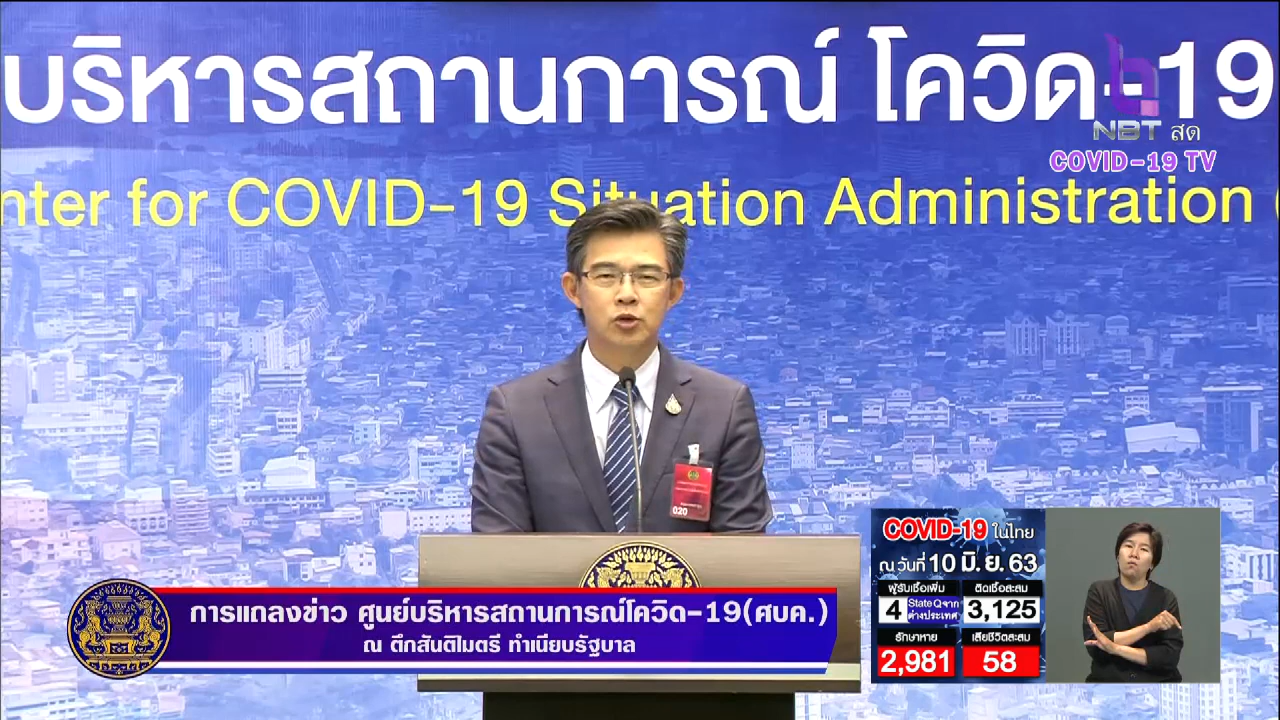 บริหารสถานการณ์ โควิด-19
NBT สด
COVID-19 TV
nter for COVID-19 Situation Administration
020
COVID-19 ในไทย
ณ วันที่ 10 มิ.ย. 63
ผู้รับเชื้อเพิ่ม ติดเชื้อสะสม
4 State Q จาก ต่างประเทศ 3,125
รักษาหาย เสียชีวิตสะสม
2,981 58
การแถลงข่าว ศูนย์บริหารสถานการณ์โควิด-19(ศบค.)
ณ ตึกสันติไมตรี ทำเนียบรัฐบาล